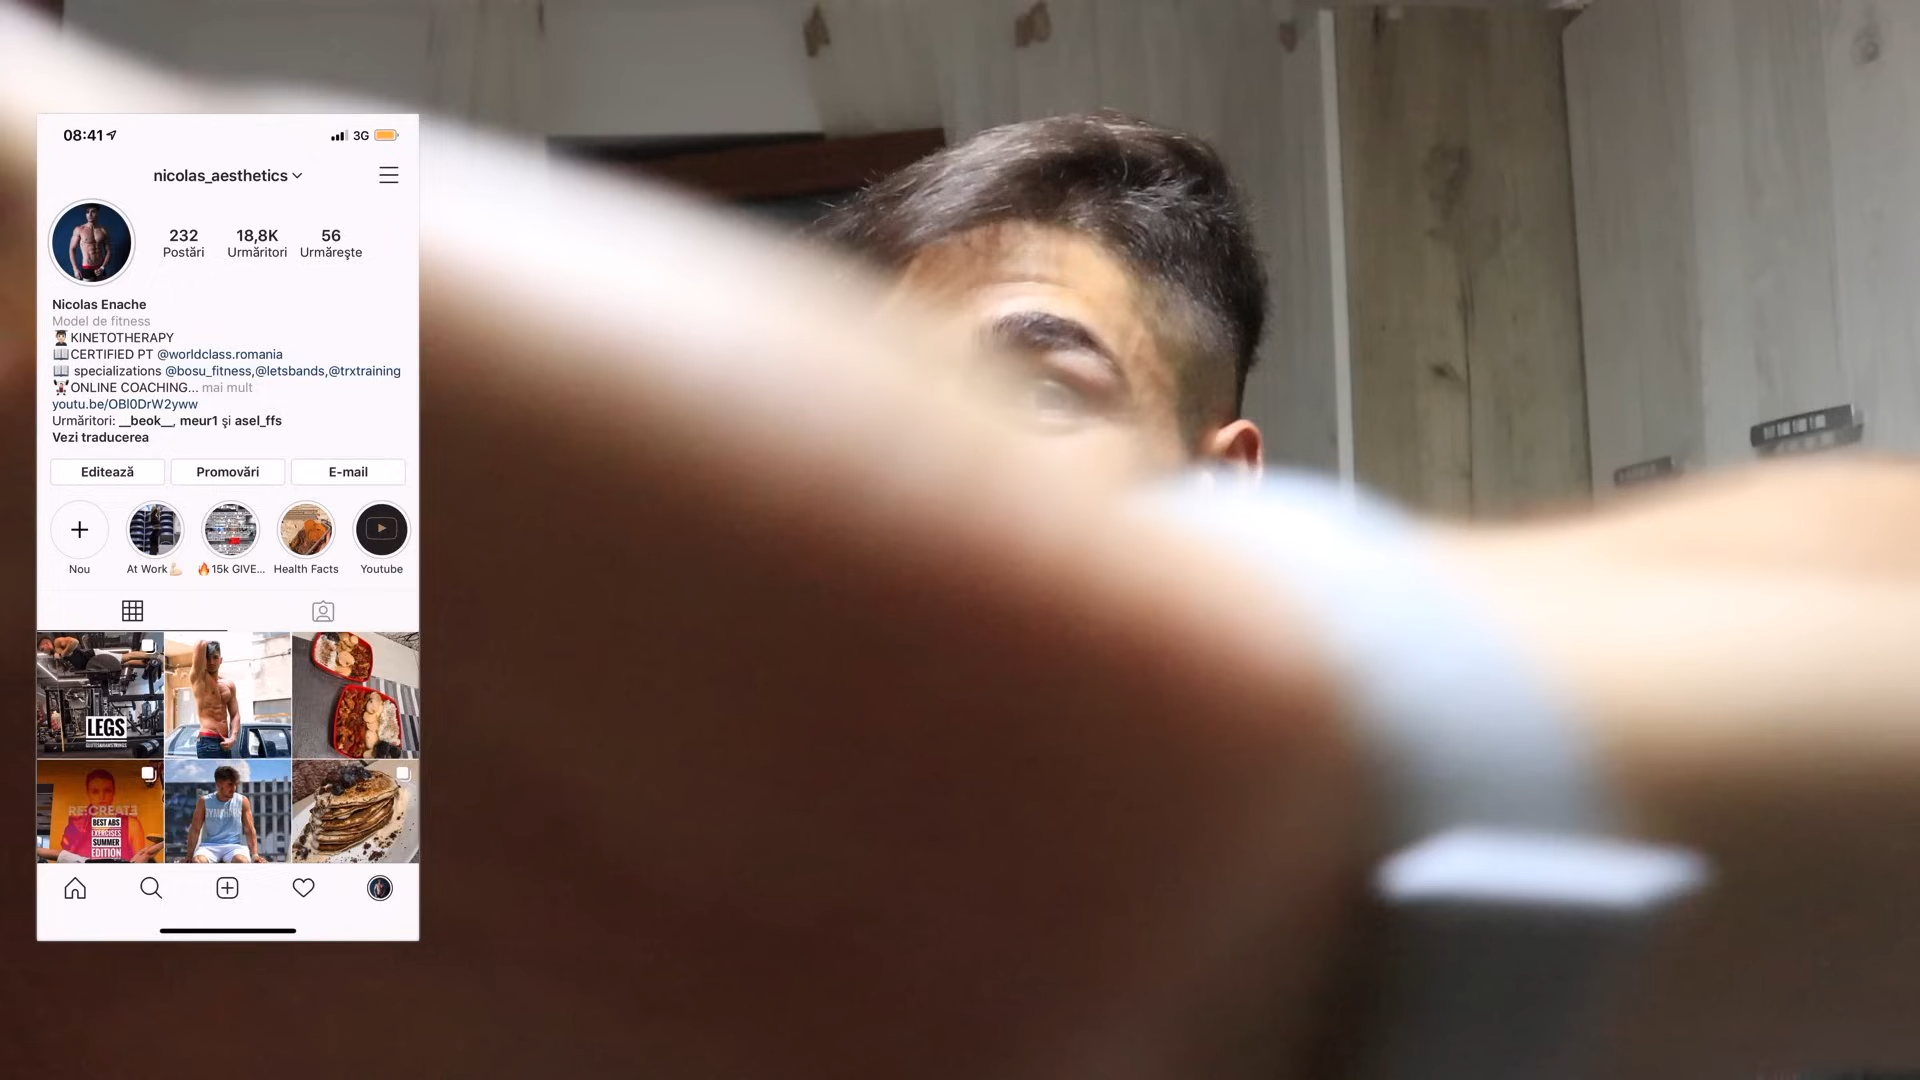 08:41
3G
nicolas_aesthetics
232
18,8K
56
Postări
Urmăritori
Urmărește
Nicolas Enache
Model de fitness
KINETOTHERAPY
CERTIFIED PT @worldclass.romania
specializations @bosu_fitness,@letsbands,@trxtraining
ONLINE COACHING... mai mult
youtu.be/OBl0DrW2yww
Urmăritori: __beok__, meur1 și asel_ffs
Vezi traducerea
Editează
Promovări
E-mail
Nou
At Work
15k GIVE...
Health Facts
Youtube
LEGS
RE:CREATE
BEST ABS
EXERCISES
SUMMER
EDITION